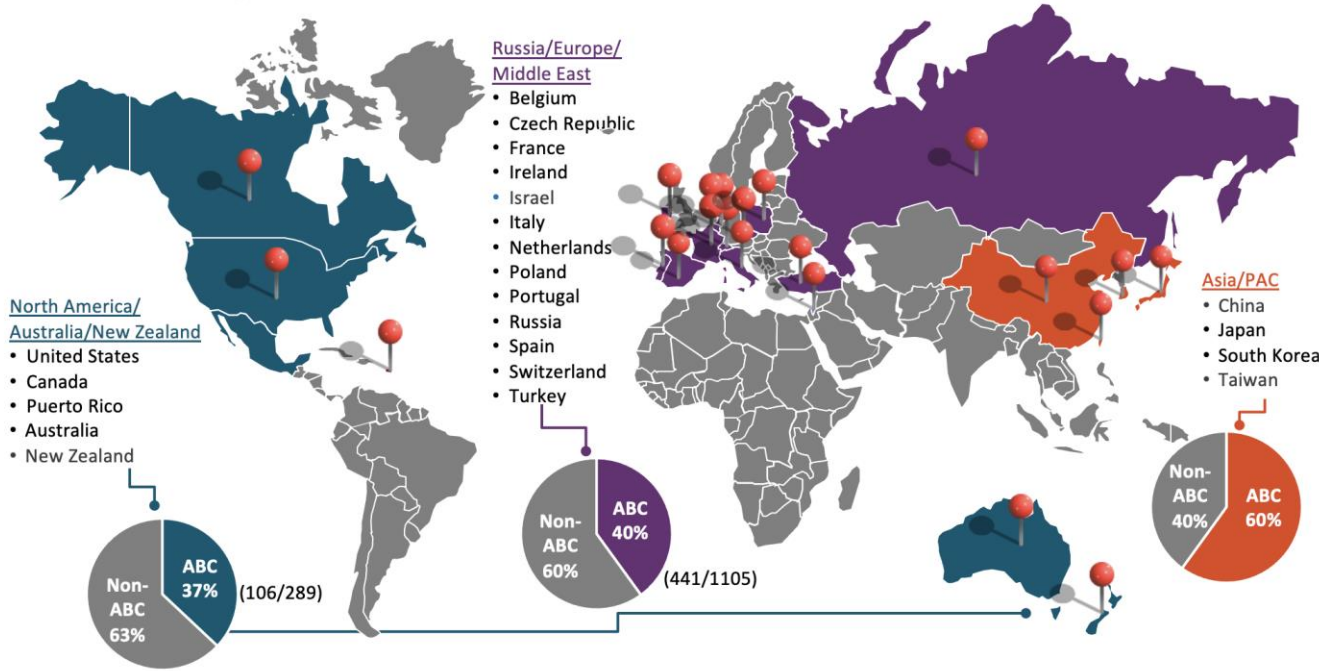 Russia/Europe/
Middle East
• Belgium
• Czech Republic
• France
• Ireland
• Israel
• Italy
• Netherlands
• Poland
• Portugal
• Russia
• Spain
• Switzerland
• Turkey
North America/
Australia/New Zealand
• United States
• Canada
• Puerto Rico
• Australia
• New Zealand
Asia/PAC
• China
• Japan
• South Korea
• Taiwan
Non-
ABC
63%
ABC
37%
(106/289)
Non-
ABC
60%
ABC
40%
(441/1105)
Non-
ABC
40%
ABC
60%